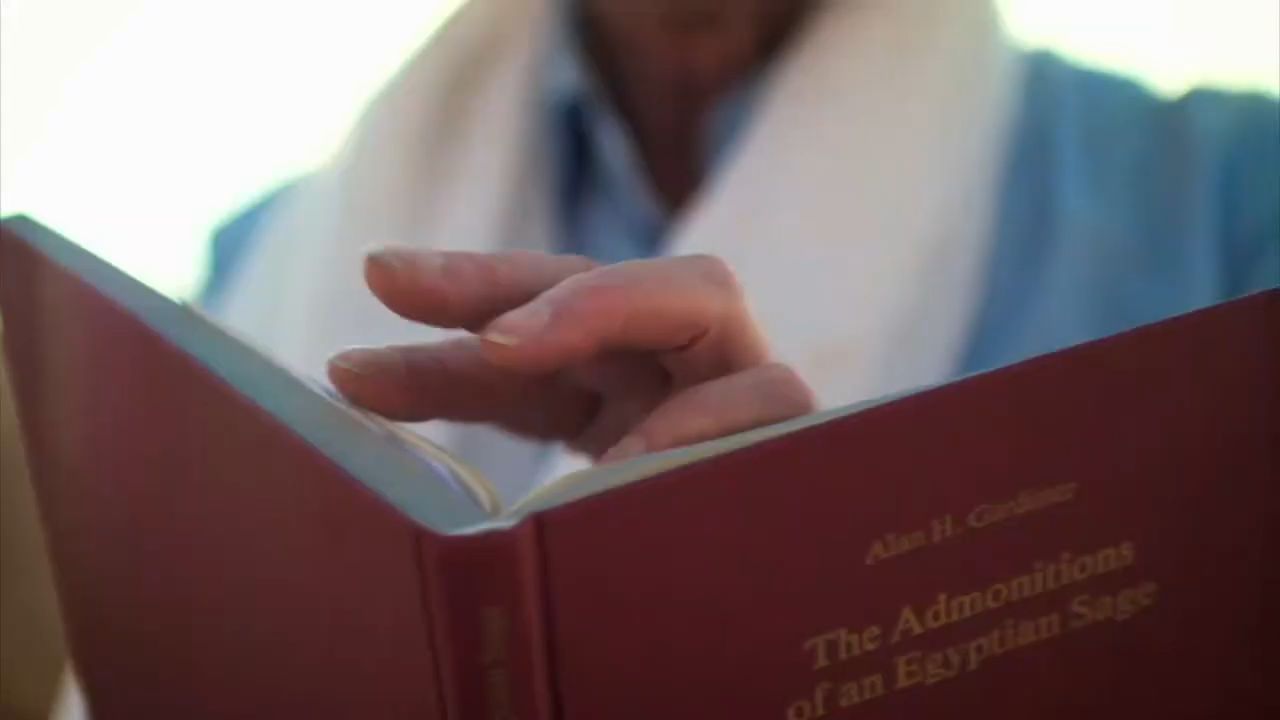 Alan H. Gardiner
The Admonitions
of an Egyptian Sage